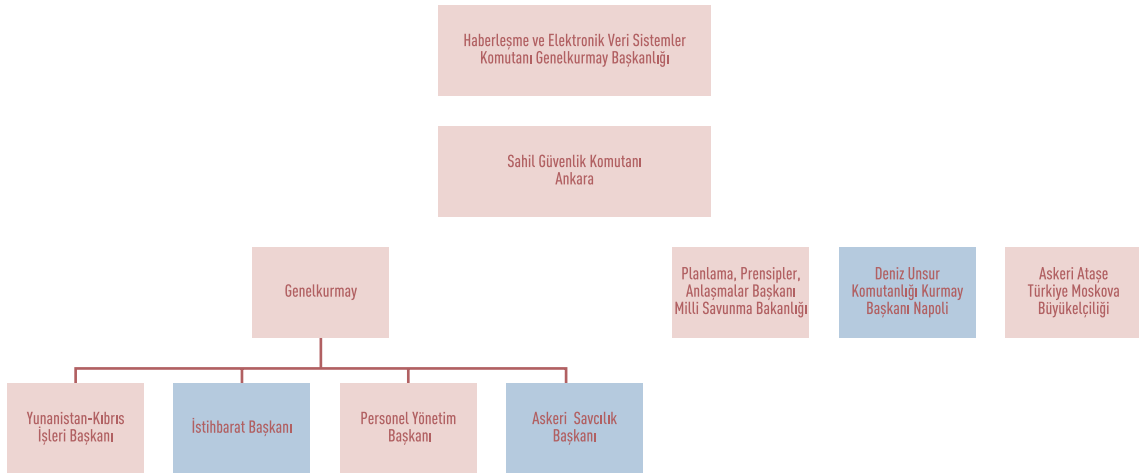 Haberleşme ve Elektronik Veri Sistemler
Komutanı Genelkurmay Başkanlığı
Sahil Güvenlik Komutanı
Ankara
Genelkurmay
Planlama, Prensipler,
Anlaşmalar Başkanı
Milli Savunma Bakanlığı
Deniz Unsur
Komutanlığı Kurmay
Başkanı Napoli
Askeri Ataşe
Türkiye Moskova
Büyükelçiliği
Yunanistan-Kıbrıs
İşleri Başkanı
İstihbarat Başkanı
Personel Yönetim
Başkanı
Askeri  Savcılık
Başkanı